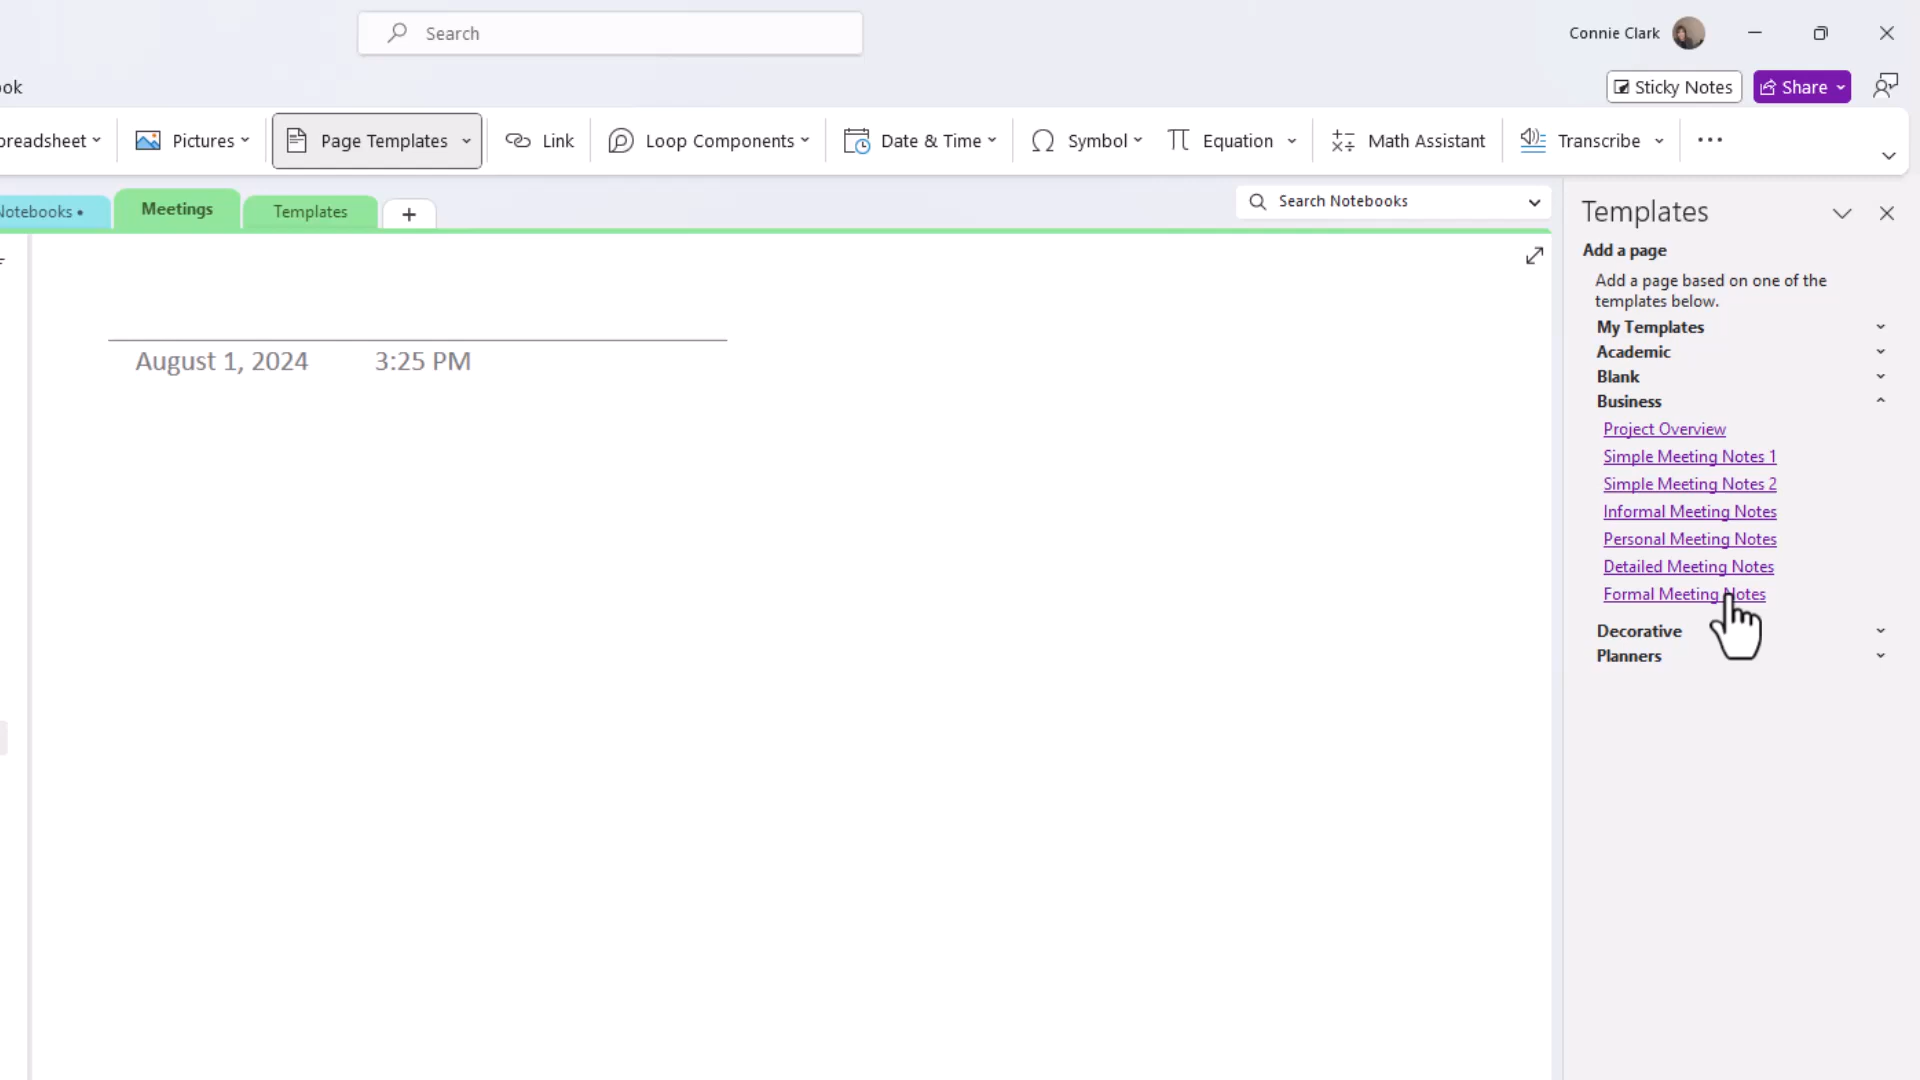 Search
Connie Clark
ok
Sticky Notes
Share
preadsheet
Pictures
Page Templates
Link
Loop Components
Date & Time
Symbol
Equation
Math Assistant
Transcribe
Notebooks •
Meetings
Templates
Search Notebooks
August 1, 2024 3:25 PM
Templates
Add a page
Add a page based on one of the
templates below.
My Templates
Academic
Blank
Business
Project Overview
Simple Meeting Notes 1
Simple Meeting Notes 2
Informal Meeting Notes
Personal Meeting Notes
Detailed Meeting Notes
Formal Meeting Notes
Decorative
Planners